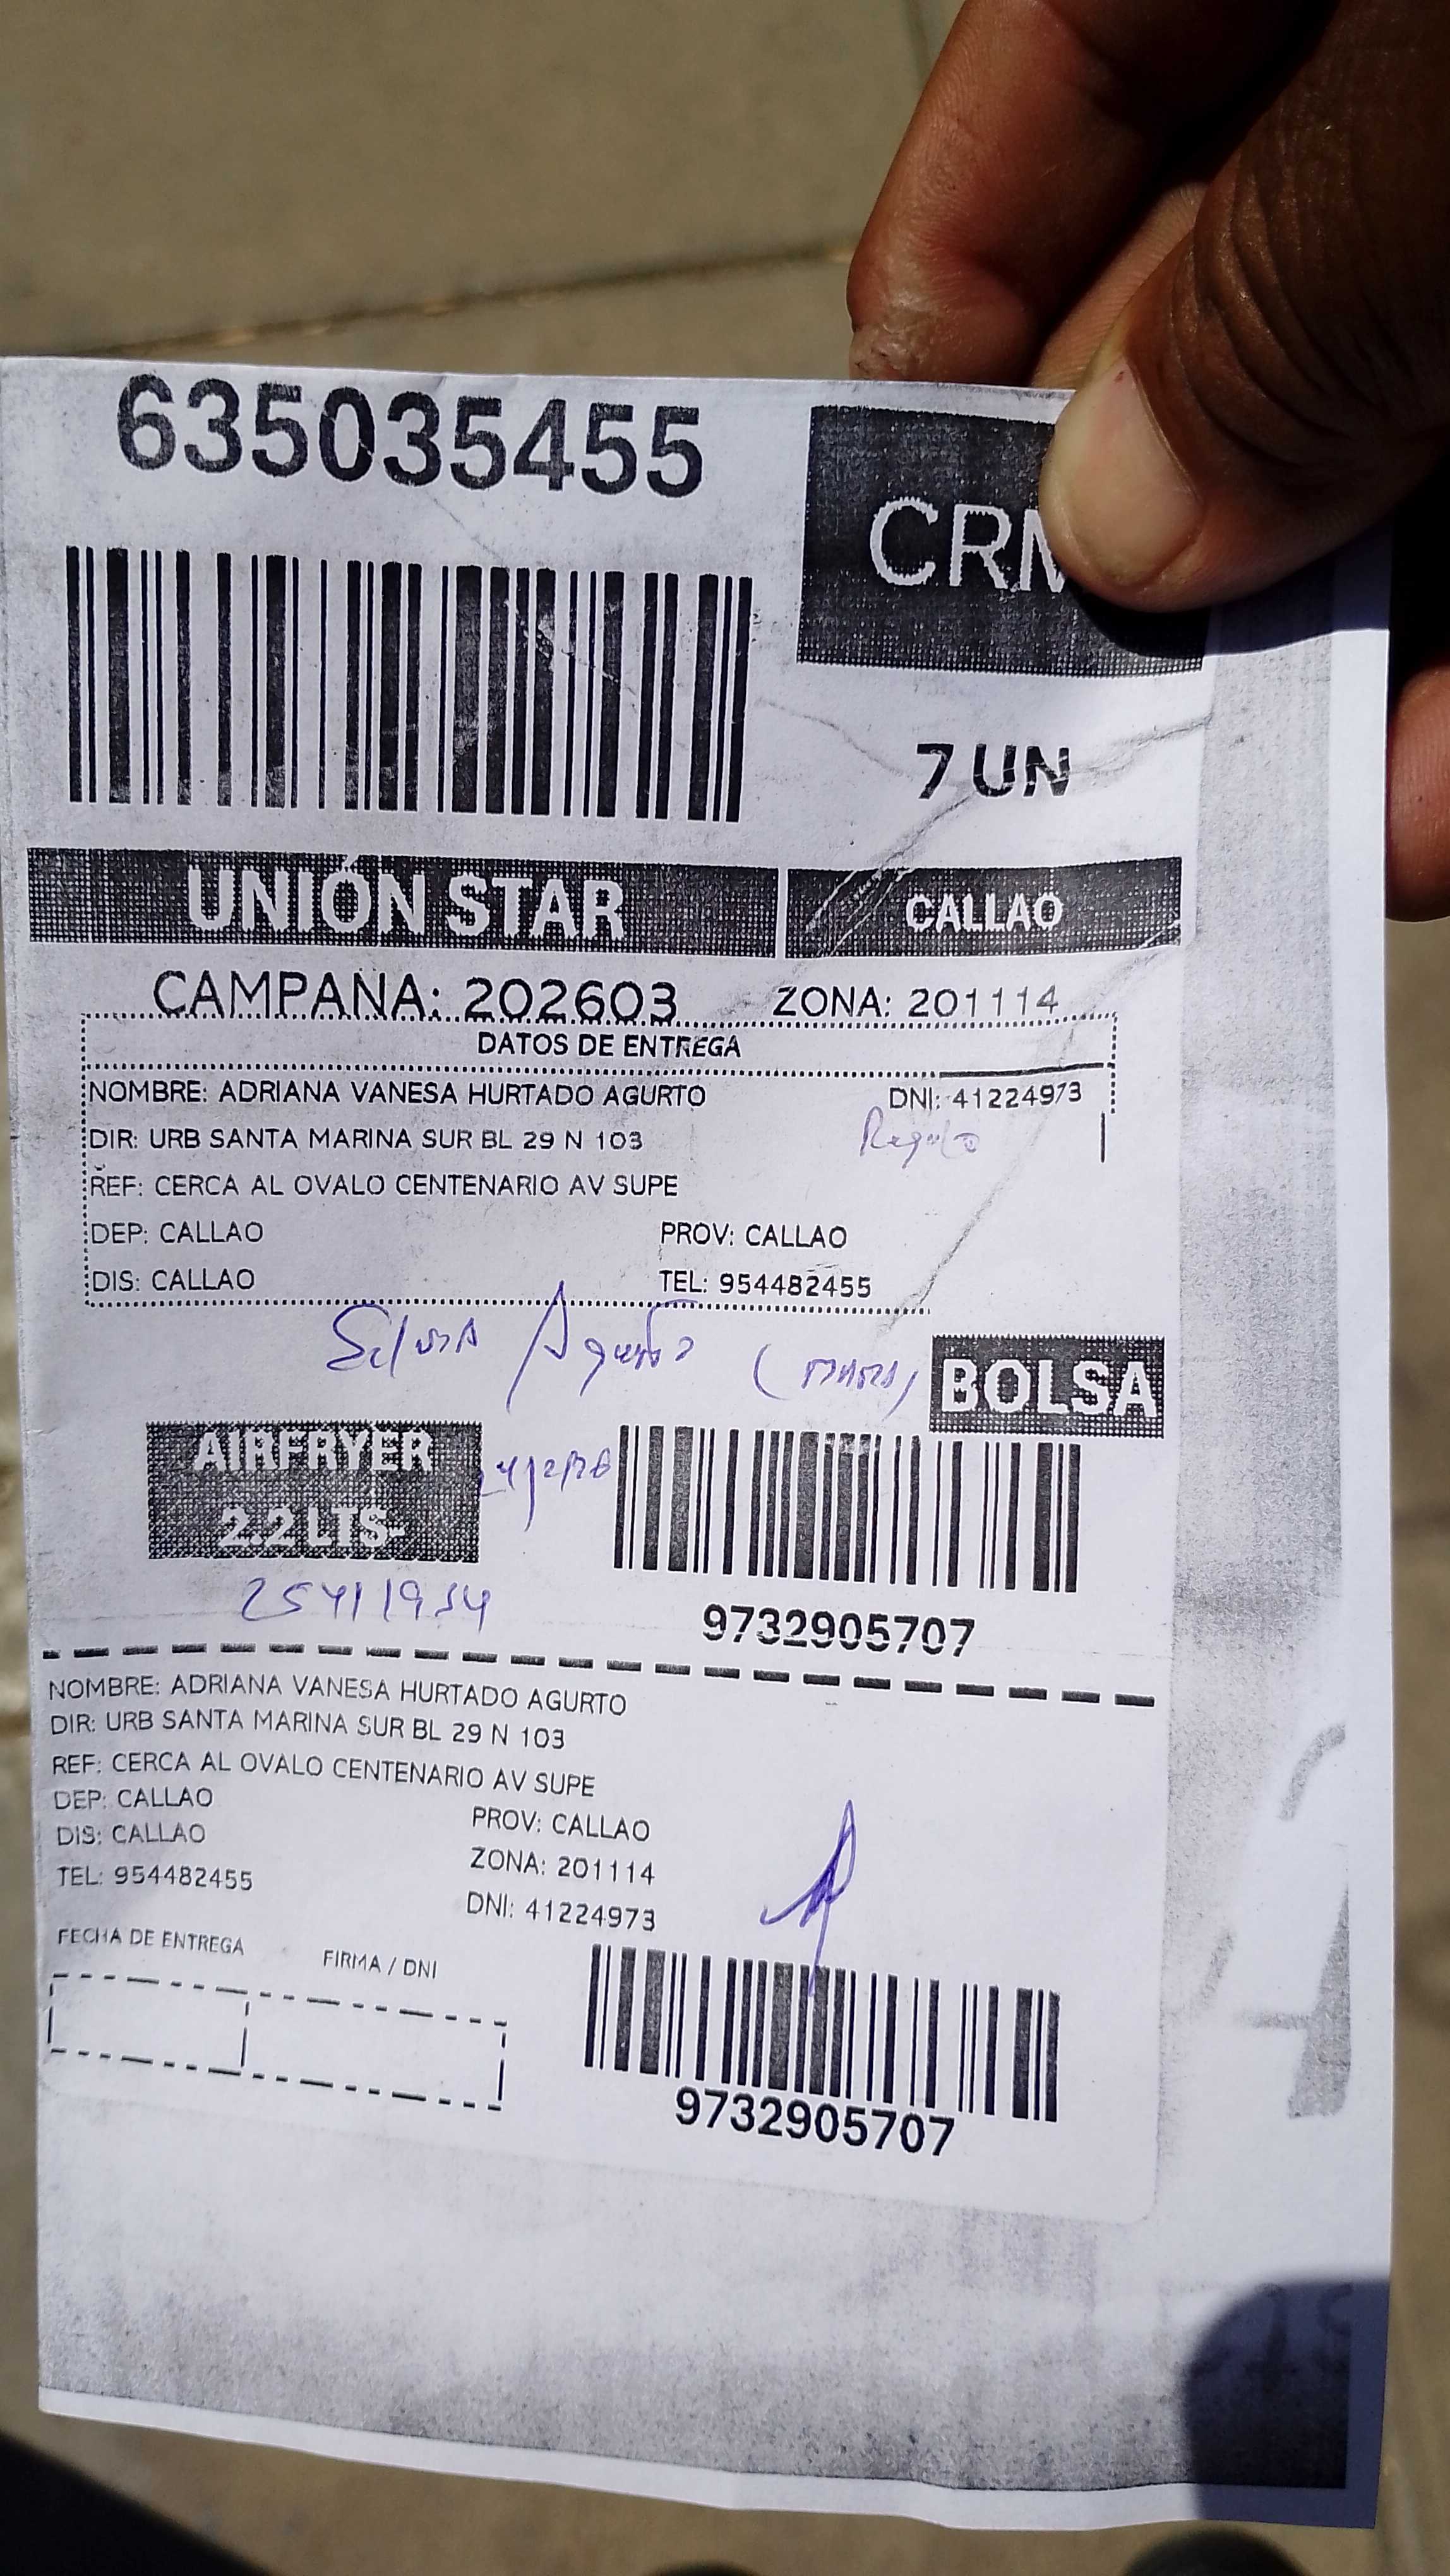 635035455
CRM
7 UN
UNIÓN STAR
CALLAO
CAMPAÑA: 202603 ZONA: 201114
DATOS DE ENTREGA
NOMBRE: ADRIANA VANESA HURTADO AGURTO DNI: 41224973
DIR: URB SANTA MARINA SUR BL 29 N 103
REF: CERCA AL OVALO CENTENARIO AV SUPE
DEP: CALLAO PROV: CALLAO
DIS: CALLAO TEL: 954482455
Silvia Agurto
BOLSA
AIRFRYER
2.2 LTS-
9732905707
NOMBRE: ADRIANA VANESA HURTADO AGURTO
DIR: URB SANTA MARINA SUR BL 29 N 103
REF: CERCA AL OVALO CENTENARIO AV SUPE
DEP: CALLAO PROV: CALLAO
DIS: CALLAO ZONA: 201114
TEL: 954482455 DNI: 41224973
FECHA DE ENTREGA FIRMA / DNI
9732905707